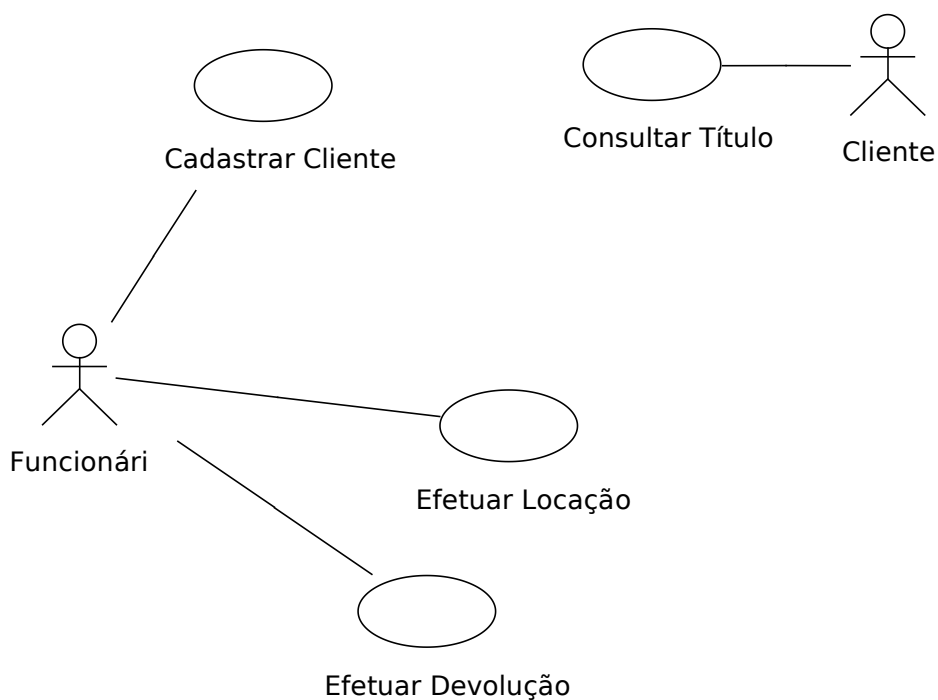 Consultar Título
Cliente
Cadastrar Cliente
Funcionári
Efetuar Locação
Efetuar Devolução